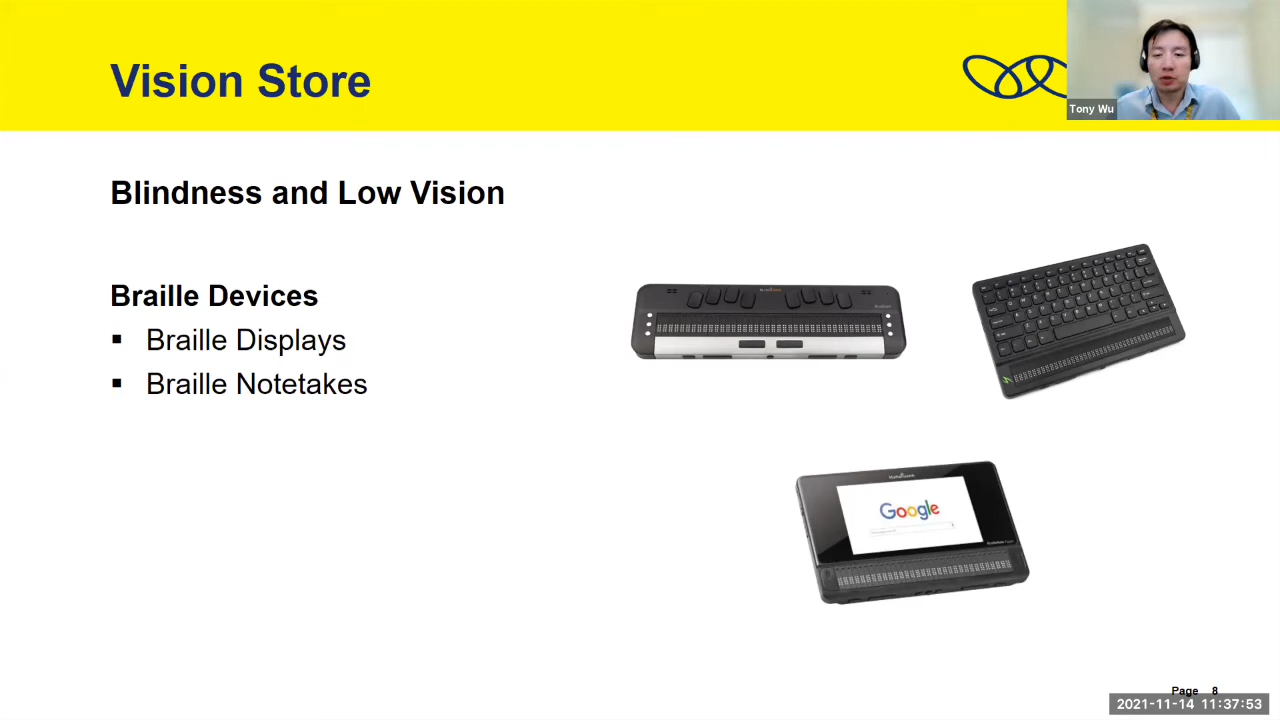 Vision Store
Tony Wu
Blindness and Low Vision
Braille Devices
▪ Braille Displays
▪ Braille Notetakes
Google
Page 8
2021-11-14 11:37:53